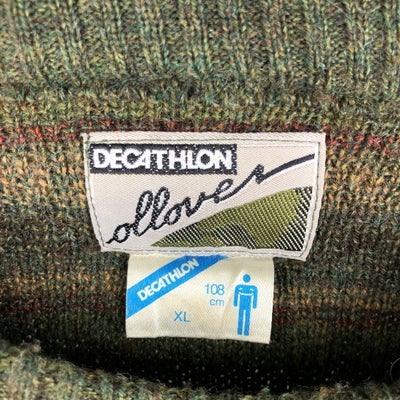 DECATHLON
ollover
DECATHLON
108
cm
XL